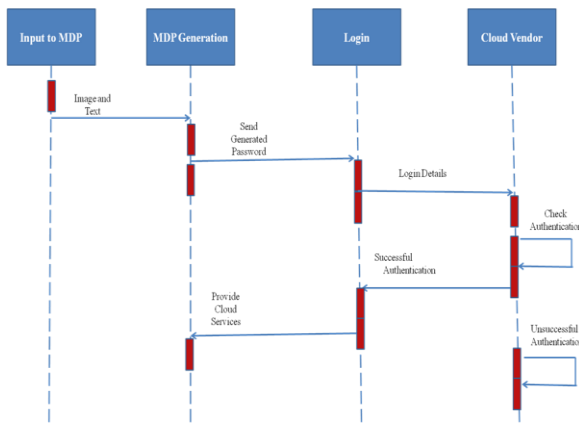 Input to MDP
MDP Generation
Login
Cloud Vendor
Image and
Text
Send
Generated
Password
Login Details
Check
Authentication
Successful
Authentication
Provide
Cloud
Services
Unsuccessful
Authentication